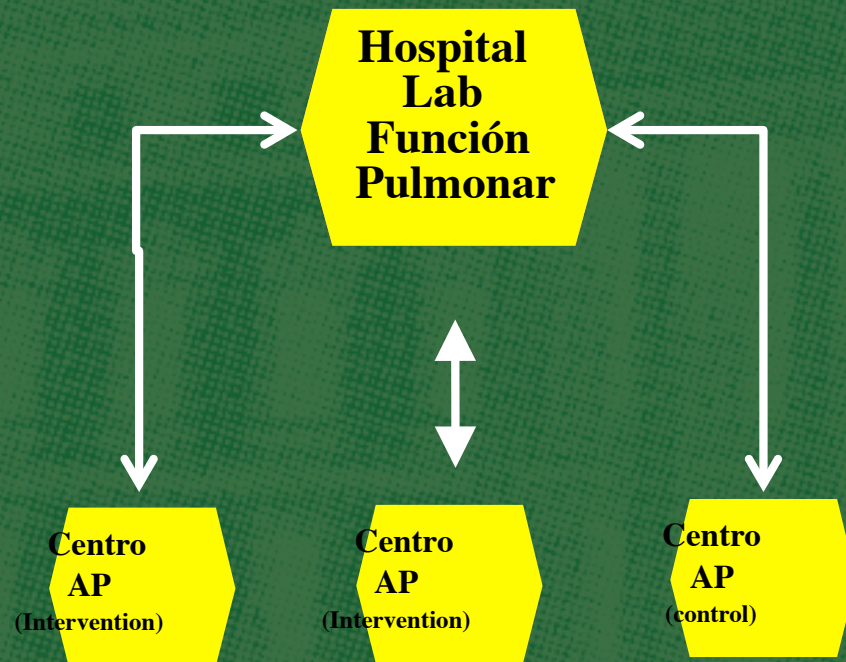 Hospital
Lab
Función
Pulmonar
Centro
AP
(Intervention)
Centro
AP
(Intervention)
Centro
AP
(control)